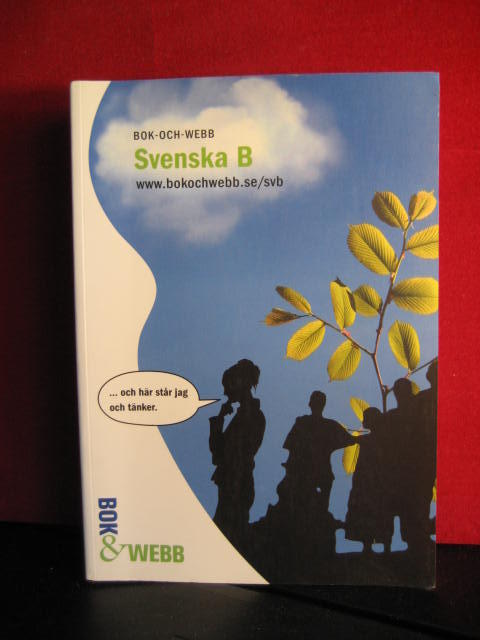 BOK-OCH-WEBB
Svenska B
www.bokochwebb.se/svb
... och här står jag
och tänker.
BOK
& WEBB